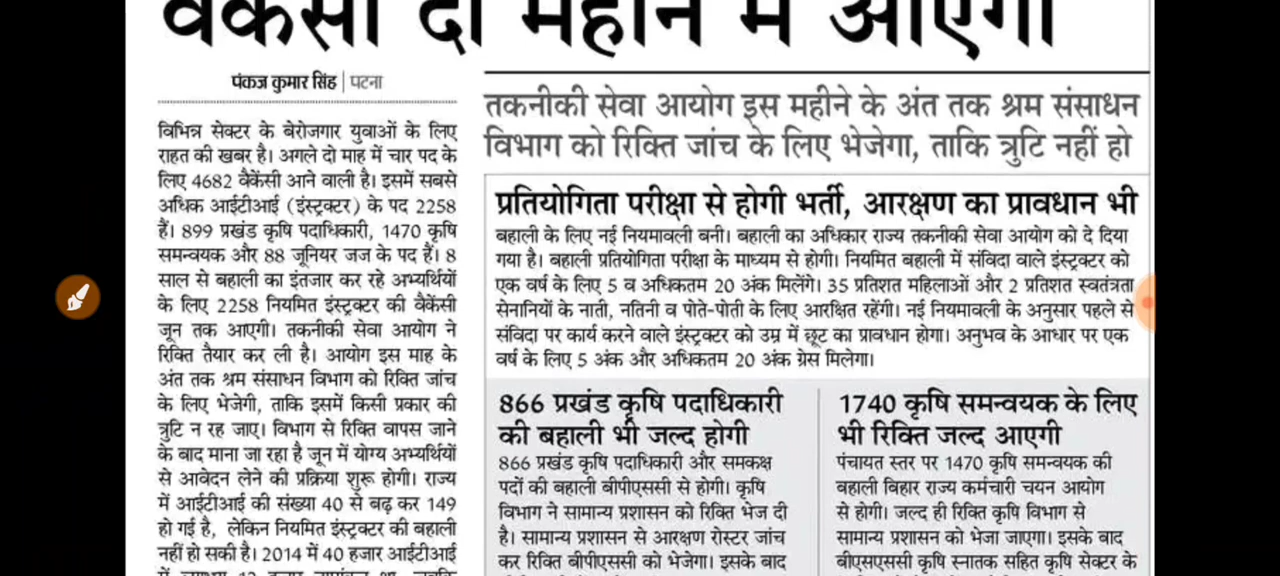 वैकेंसी दो महीने में आएगी
पंकज कुमार सिंह | पटना
विभिन्न सेक्टर के बेरोजगार युवाओं के लिए
राहत की खबर है। अगले दो माह में चार पद के
लिए 4682 वैकेंसी आने वाली है। इसमें सबसे
अधिक आईटीआई (इंस्ट्रक्टर) के पद 2258
हैं। 899 प्रखंड कृषि पदाधिकारी, 1470 कृषि
समन्वयक और 88 जूनियर जज के पद हैं। 8
साल से बहाली का इंतजार कर रहे अभ्यर्थियों
के लिए 2258 नियमित इंस्ट्रक्टर की वैकेंसी
जून तक आएगी। तकनीकी सेवा आयोग ने
रिक्ति तैयार कर ली है। आयोग इस माह के
अंत तक श्रम संसाधन विभाग को रिक्ति जांच
के लिए भेजेगी, ताकि इसमें किसी प्रकार की
त्रुटि न रह जाए। विभाग से रिक्ति वापस जाने
के बाद माना जा रहा है जून में योग्य अभ्यर्थियों
से आवेदन लेने की प्रक्रिया शुरू होगी। राज्य
में आईटीआई की संख्या 40 से बढ़ कर 149
हो गई है, लेकिन नियमित इंस्ट्रक्टर की बहाली
नहीं हो सकी है। 2014 में 40 हजार आईटीआई
तकनीकी सेवा आयोग इस महीने के अंत तक श्रम संसाधन
विभाग को रिक्ति जांच के लिए भेजेगा, ताकि त्रुटि नहीं हो
प्रतियोगिता परीक्षा से होगी भर्ती, आरक्षण का प्रावधान भी
बहाली के लिए नई नियमावली बनी। बहाली का अधिकार राज्य तकनीकी सेवा आयोग को दे दिया
गया है। बहाली प्रतियोगिता परीक्षा के माध्यम से होगी। नियमित बहाली में संविदा वाले इंस्ट्रक्टर को
एक वर्ष के लिए 5 व अधिकतम 20 अंक मिलेंगे। 35 प्रतिशत महिलाओं और 2 प्रतिशत स्वतंत्रता
सेनानियों के नाती, नतिनी व पोते-पोती के लिए आरक्षित रहेंगी। नई नियमावली के अनुसार पहले से
संविदा पर कार्य करने वाले इंस्ट्रक्टर को उम्र में छूट का प्रावधान होगा। अनुभव के आधार पर एक
वर्ष के लिए 5 अंक और अधिकतम 20 अंक ग्रेस मिलेगा।
866 प्रखंड कृषि पदाधिकारी
की बहाली भी जल्द होगी
866 प्रखंड कृषि पदाधिकारी और समकक्ष
पदों की बहाली बीपीएससी से होगी। कृषि
विभाग ने सामान्य प्रशासन को रिक्ति भेज दी
है। सामान्य प्रशासन से आरक्षण रोस्टर जांच
कर रिक्ति बीपीएससी को भेजेगा। इसके बाद
1740 कृषि समन्वयक के लिए
भी रिक्ति जल्द आएगी
पंचायत स्तर पर 1470 कृषि समन्वयक की
बहाली बिहार राज्य कर्मचारी चयन आयोग
से होगी। जल्द ही रिक्ति कृषि विभाग से
सामान्य प्रशासन को भेजा जाएगा। इसके बाद
बीएसएससी कृषि स्नातक सहित कृषि सेक्टर के